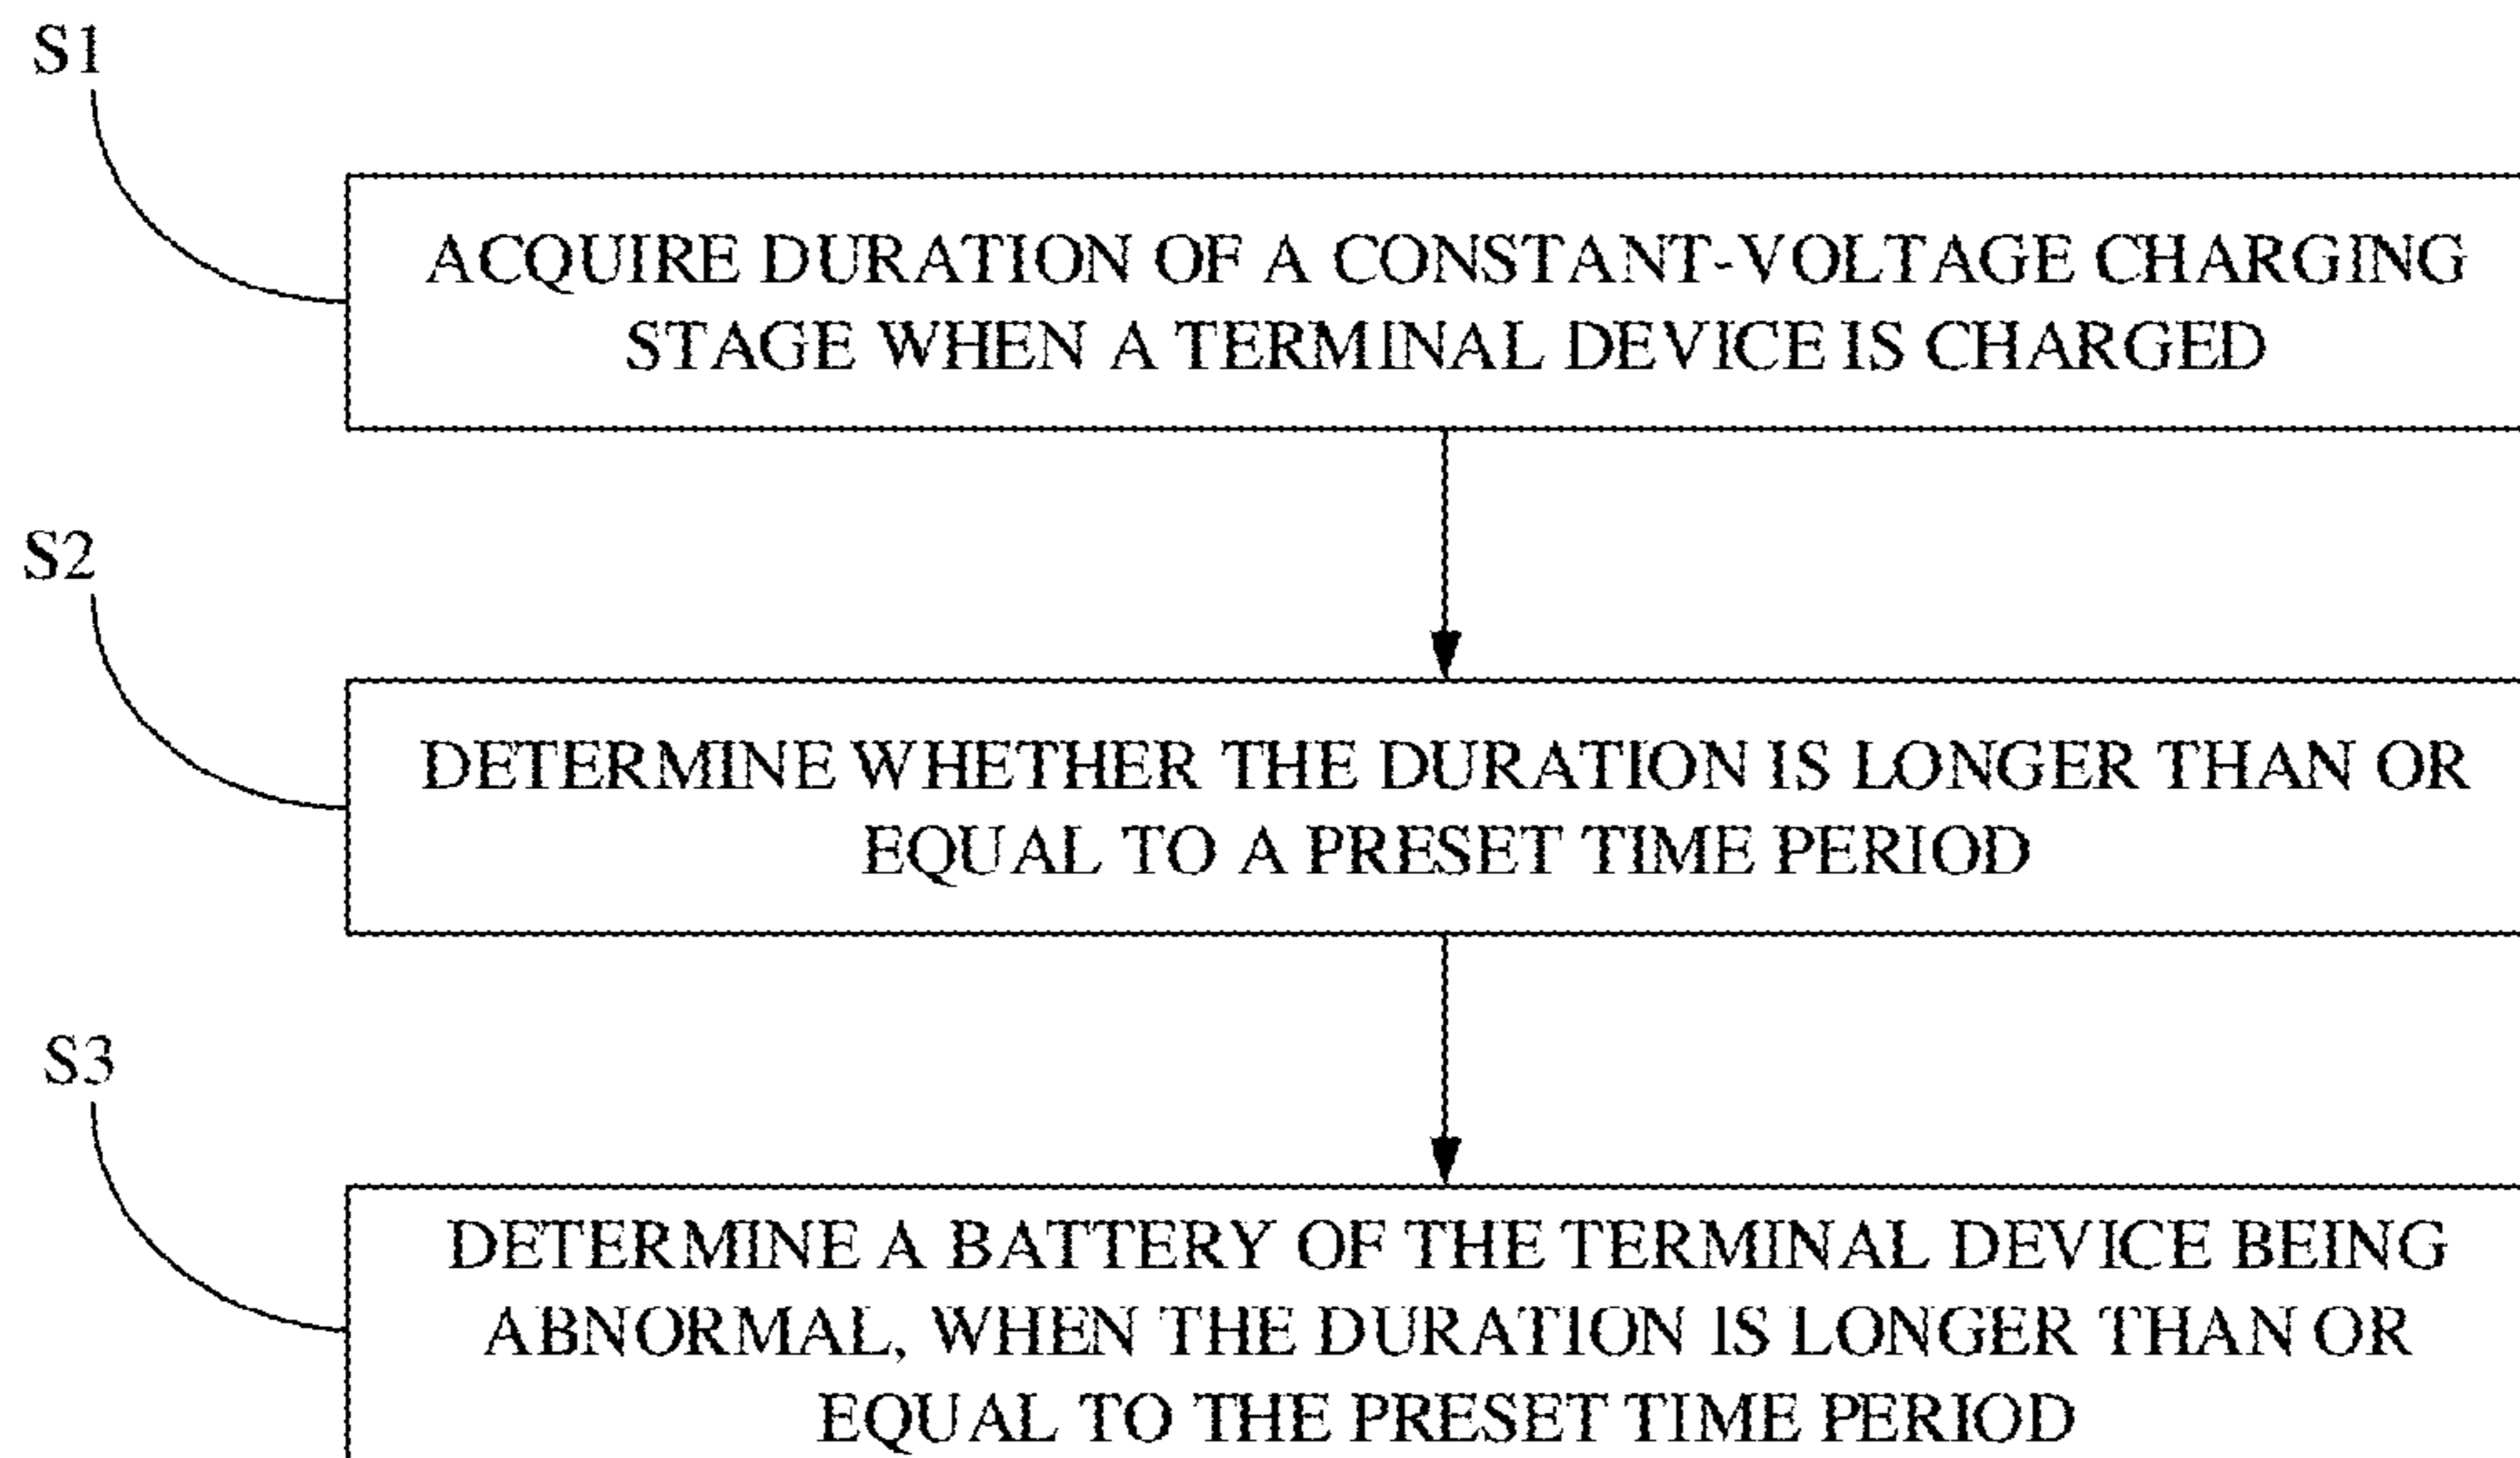 S1
ACQUIRE DURATION OF A CONSTANT-VOLTAGE CHARGING
STAGE WHEN A TERMINAL DEVICE IS CHARGED
S2
DETERMINE WHETHER THE DURATION IS LONGER THAN OR
EQUAL TO A PRESET TIME PERIOD
S3
DETERMINE A BATTERY OF THE TERMINAL DEVICE BEING
ABNORMAL, WHEN THE DURATION IS LONGER THAN OR
EQUAL TO THE PRESET TIME PERIOD